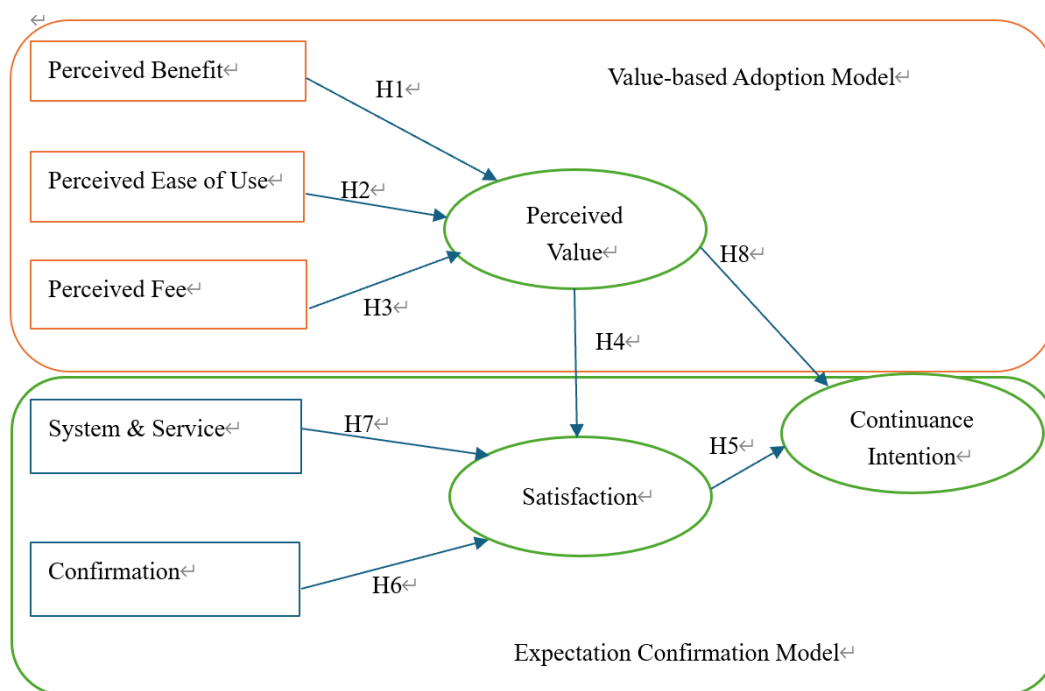 Perceived Benefit
Value-based Adoption Model
H1
Perceived Ease of Use
H2
Perceived
Value
H8
Perceived Fee
H3
H4
System & Service
H7
Continuance
Intention
H5
Satisfaction
Confirmation
H6
Expectation Confirmation Model